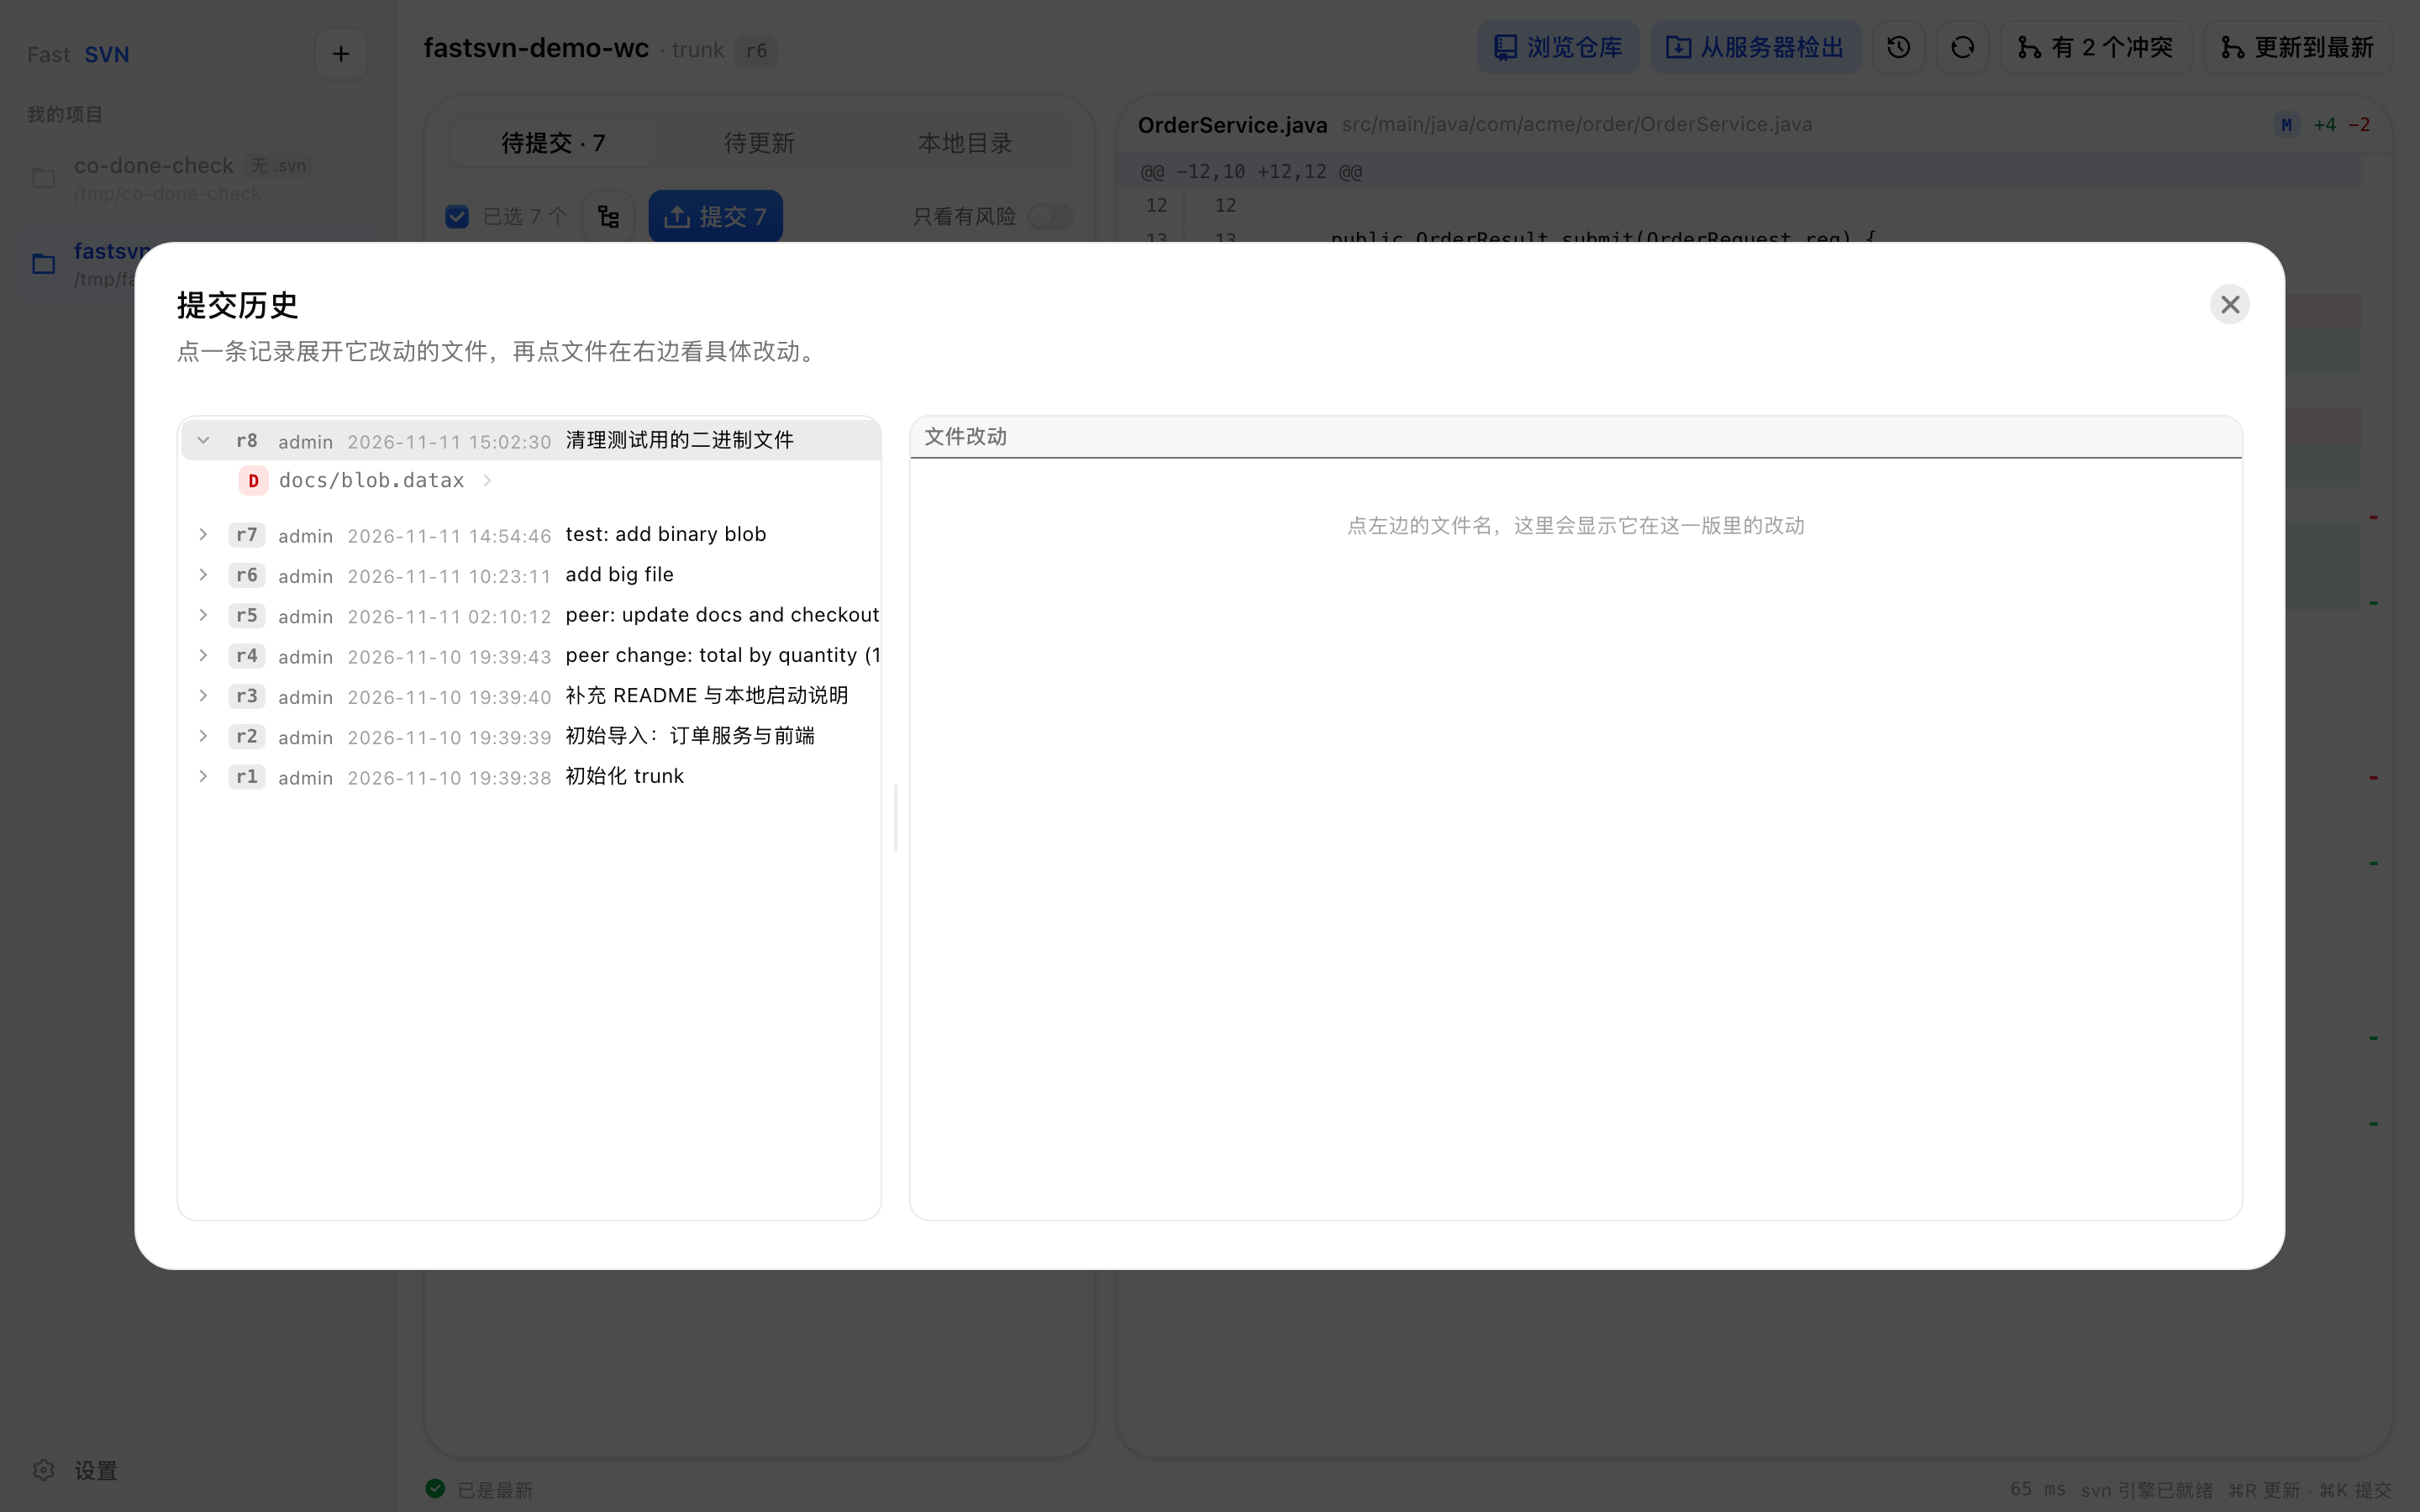 Fast SVN
我的项目
co-done-check 无 .svn
/tmp/co-done-check
fastsvn
/tmp/fa
设置
fastsvn-demo-wc · trunk r6
浏览仓库
从服务器检出
有 2 个冲突
更新到最新
待提交 · 7
待更新
本地目录
已选 7 个
提交 7
只看有风险
OrderService.java src/main/java/com/acme/order/OrderService.java
M +4 −2
@@ −12,10 +12,12 @@
12 12
13 13 public OrderResult submit(OrderRequest req) {
提交历史
点一条记录展开它改动的文件，再点文件在右边看具体改动。
r8 admin 2026-11-11 15:02:30 清理测试用的二进制文件
D docs/blob.datax
r7 admin 2026-11-11 14:54:46 test: add binary blob
r6 admin 2026-11-11 10:23:11 add big file
r5 admin 2026-11-11 02:10:12 peer: update docs and checkout
r4 admin 2026-11-10 19:39:43 peer change: total by quantity (1
r3 admin 2026-11-10 19:39:40 补充 README 与本地启动说明
r2 admin 2026-11-10 19:39:39 初始导入：订单服务与前端
r1 admin 2026-11-10 19:39:38 初始化 trunk
文件改动
点左边的文件名，这里会显示它在这一版里的改动
已是最新
65 ms svn 引擎已就绪 ⌘R 更新 · ⌘K 提交